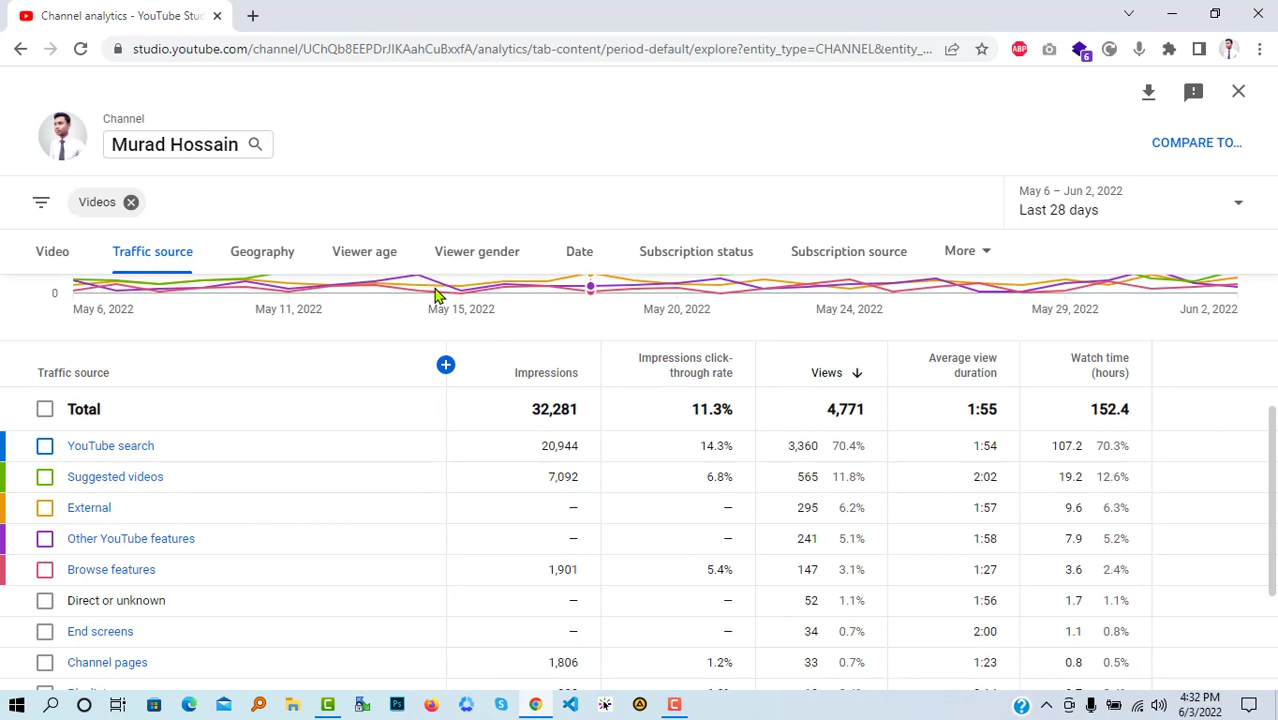 Channel analytics - YouTube Stuc
studio.youtube.com/channel/UChQb8EEPDrJIKAahCuBxxfA/analytics/tab-content/period-default/explore?entity_type=CHANNEL&entity_...
ABP
6
Channel
Murad Hossain
COMPARE TO...
Videos
May 6 – Jun 2, 2022
Last 28 days
Video Traffic source Geography Viewer age Viewer gender Date Subscription status Subscription source More
0
May 6, 2022 May 11, 2022 May 15, 2022 May 20, 2022 May 24, 2022 May 29, 2022 Jun 2, 2022
Traffic source Impressions Impressions click-through rate Views Average view duration Watch time (hours)
Total 32,281 11.3% 4,771 1:55 152.4
YouTube search 20,944 14.3% 3,360 70.4% 1:54 107.2 70.3%
Suggested videos 7,092 6.8% 565 11.8% 2:02 19.2 12.6%
External — — 295 6.2% 1:57 9.6 6.3%
Other YouTube features — — 241 5.1% 1:58 7.9 5.2%
Browse features 1,901 5.4% 147 3.1% 1:27 3.6 2.4%
Direct or unknown — — 52 1.1% 1:56 1.7 1.1%
End screens — — 34 0.7% 2:00 1.1 0.8%
Channel pages 1,806 1.2% 33 0.7% 1:23 0.8 0.5%
4:32 PM
6/3/2022